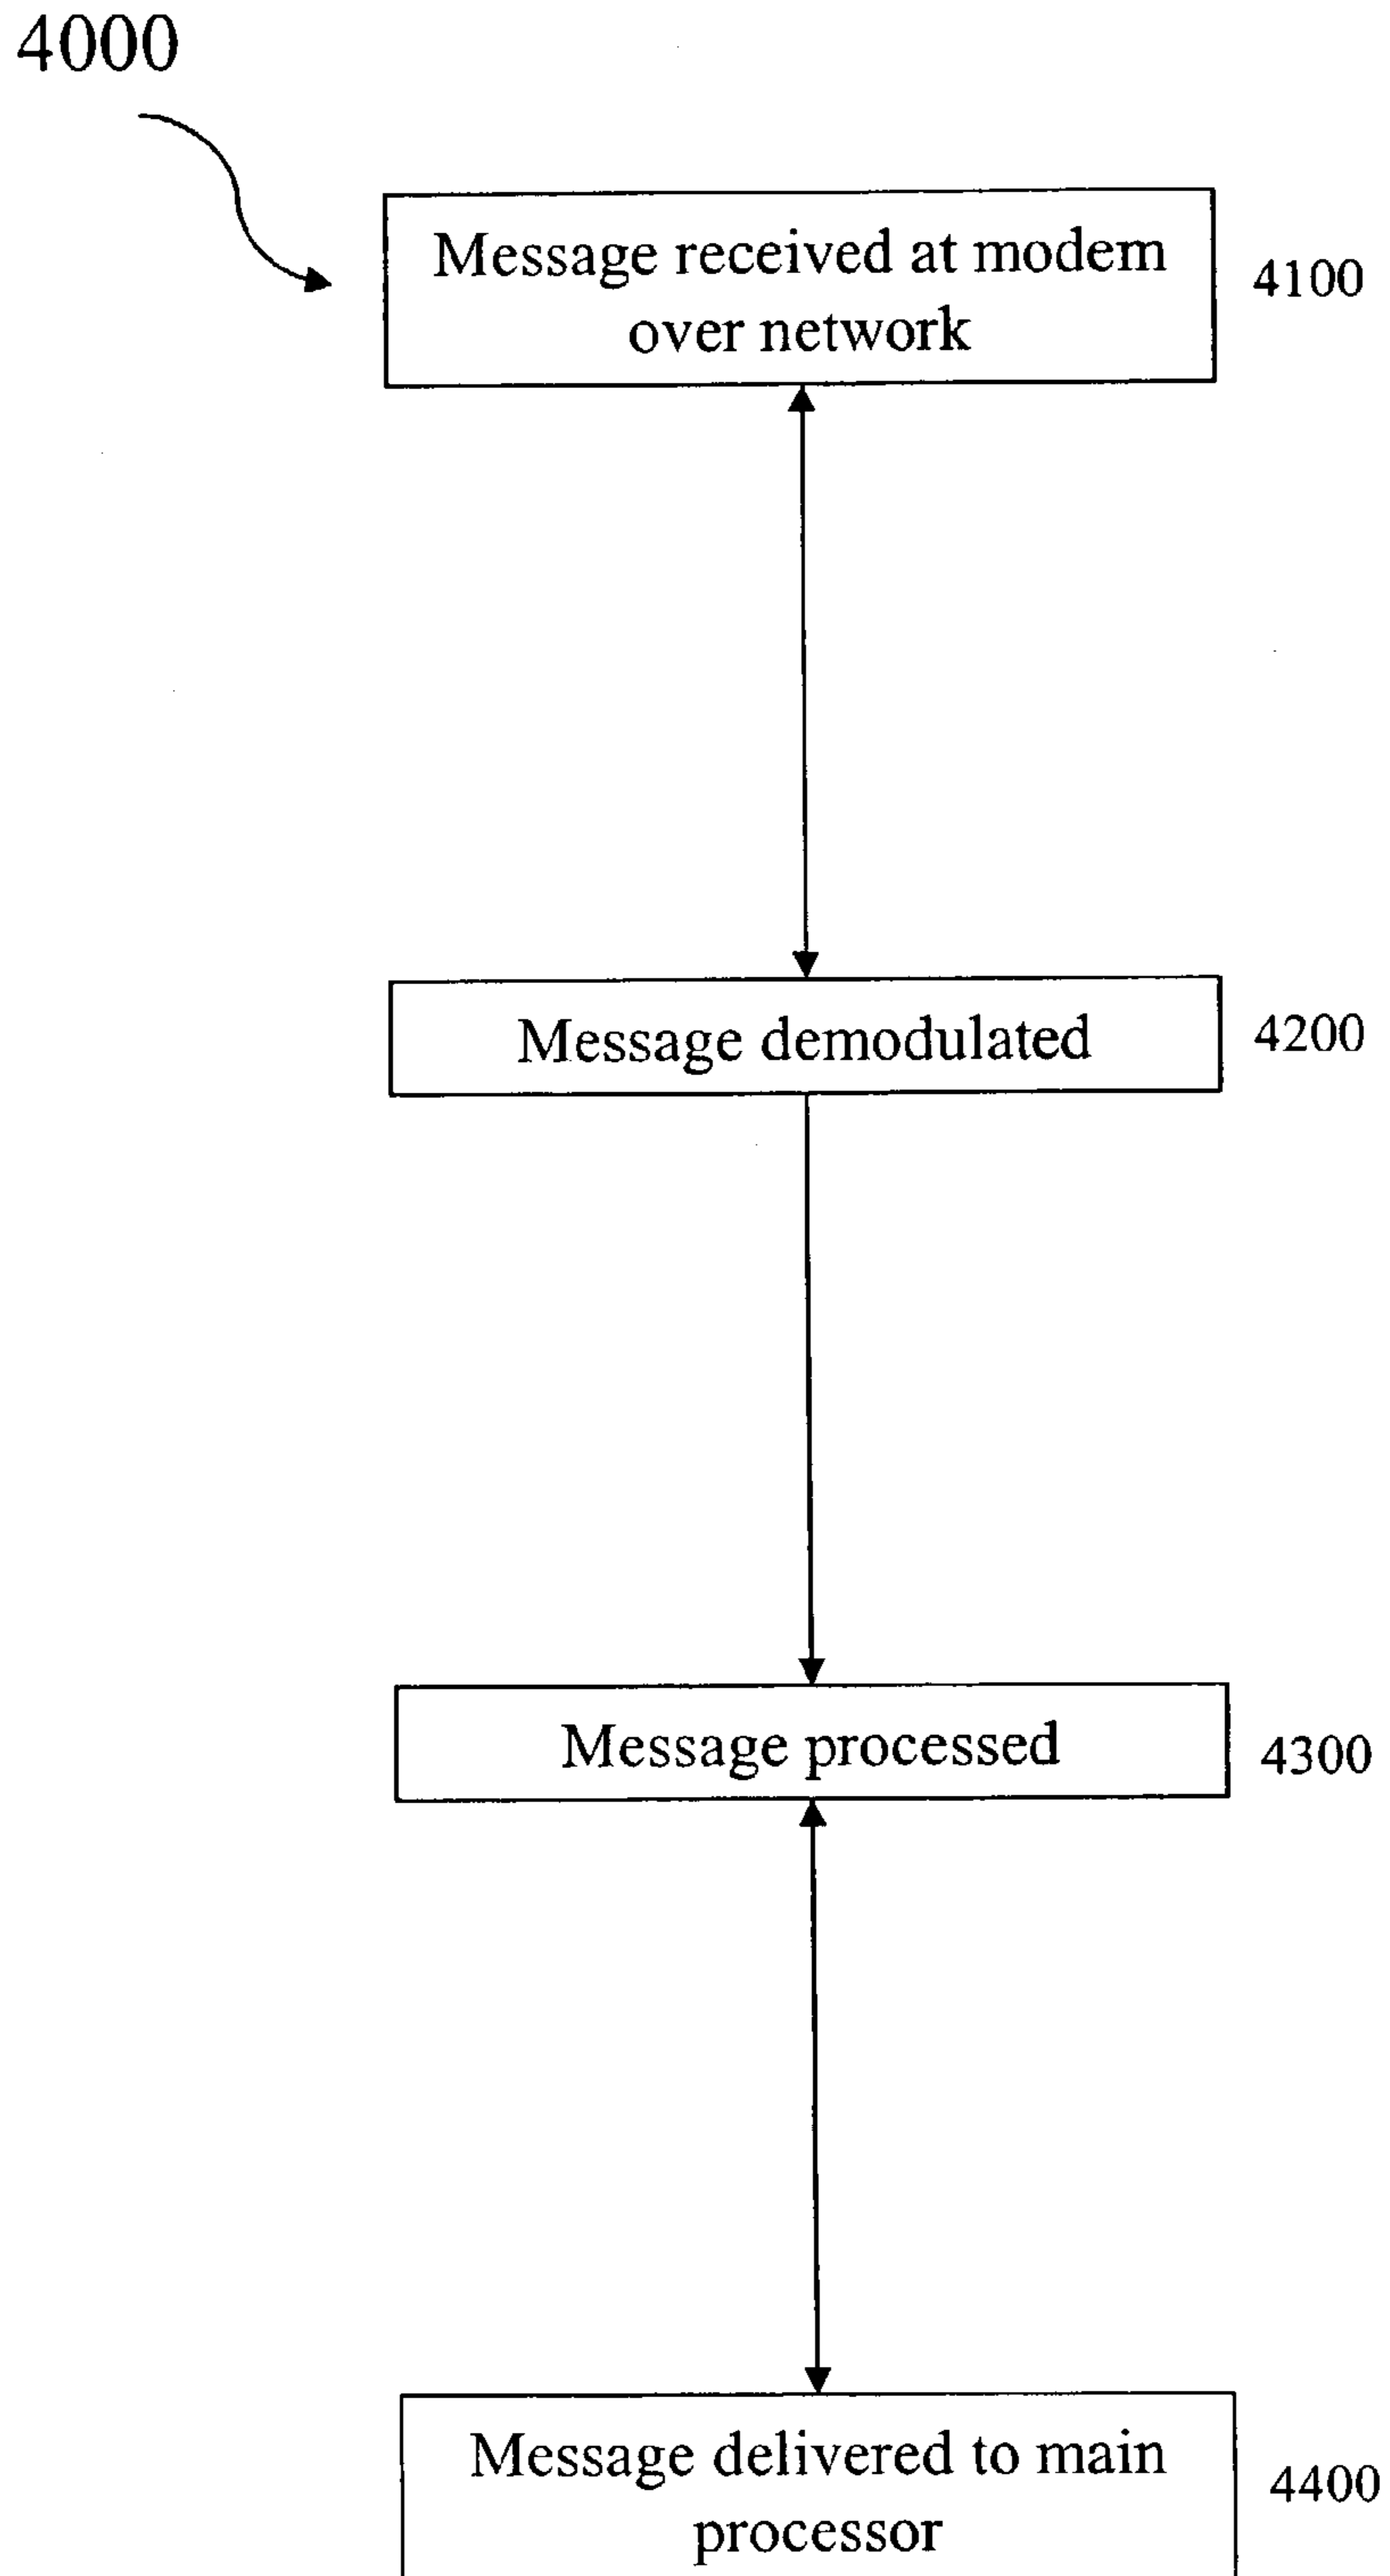 4000
Message received at modem
over network
4100
Message demodulated
4200
Message processed
4300
Message delivered to main
processor
4400